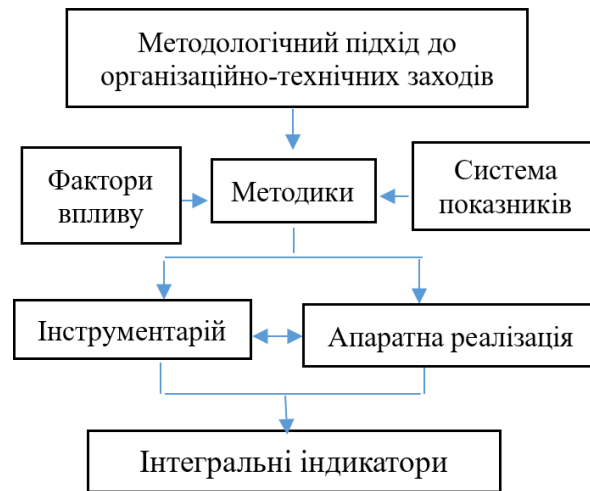 Методологічний підхід до
організаційно-технічних заходів
Фактори
впливу
Методики
Система
показників
Інструментарій
Апаратна реалізація
Інтегральні індикатори